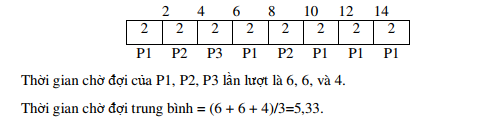 2 4 6 8 10 12 14
2 2 2 2 2 2 2 2
P1 P2 P3 P1 P2 P1 P1 P1
Thời gian chờ đợi của P1, P2, P3 lần lượt là 6, 6, và 4.
Thời gian chờ đợi trung bình = (6 + 6 + 4)/3=5,33.